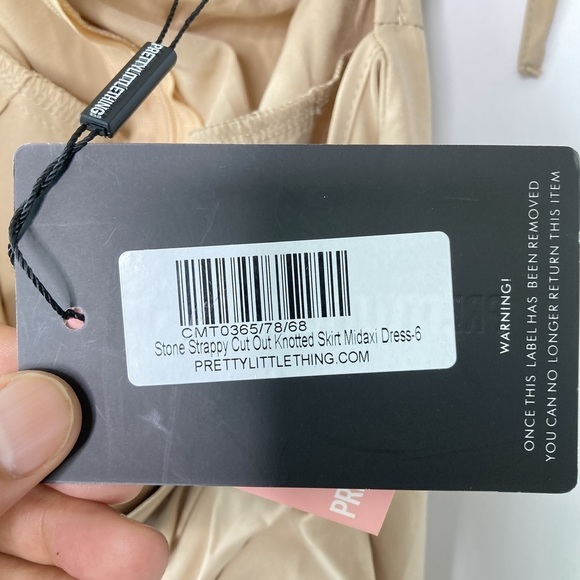 PRETTYLITTLETHING
CMT0365/78/68
Stone Strappy Cut Out Knotted Skirt Midaxi Dress-6
PRETTYLITTLETHING.COM
WARNING!
ONCE THIS LABEL HAS BEEN REMOVED
YOU CAN NO LONGER RETURN THIS ITEM